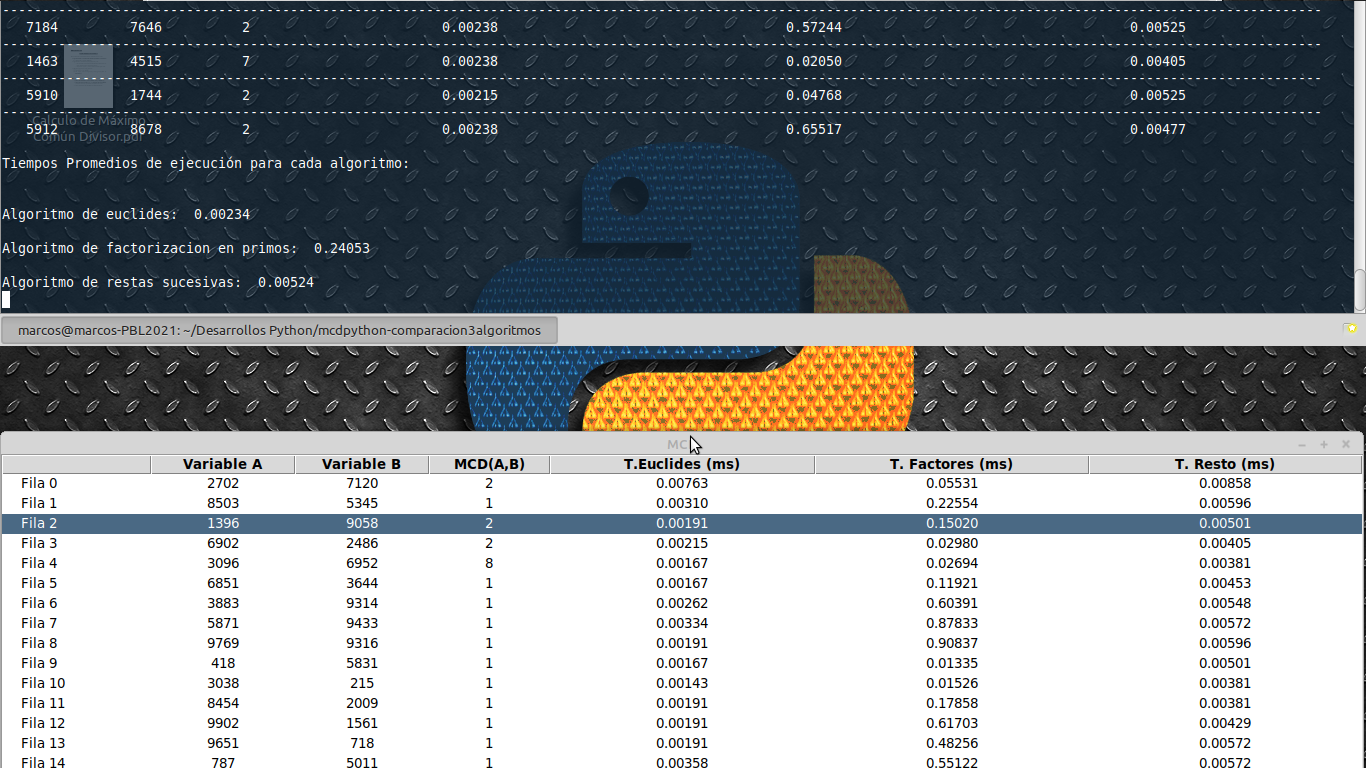 7184 7646 2 0.00238 0.57244 0.00525
1463 4515 7 0.00238 0.02050 0.00405
5910 1744 2 0.00215 0.04768 0.00525
Calculo de Máximo
Común Divisor.pdf
5912 8678 2 0.00238 0.65517 0.00477
Tiempos Promedios de ejecución para cada algoritmo:
Algoritmo de euclides: 0.00234
Algoritmo de factorizacion en primos: 0.24053
Algoritmo de restas sucesivas: 0.00524
marcos@marcos-PBL2021: ~/Desarrollos Python/mcdpython-comparacion3algoritmos
Variable A Variable B MCD(A,B) T.Euclides (ms) T. Factores (ms) T. Resto (ms)
Fila 0 2702 7120 2 0.00763 0.05531 0.00858
Fila 1 8503 5345 1 0.00310 0.22554 0.00596
Fila 2 1396 9058 2 0.00191 0.15020 0.00501
Fila 3 6902 2486 2 0.00215 0.02980 0.00405
Fila 4 3096 6952 8 0.00167 0.02694 0.00381
Fila 5 6851 3644 1 0.00167 0.11921 0.00453
Fila 6 3883 9314 1 0.00262 0.60391 0.00548
Fila 7 5871 9433 1 0.00334 0.87833 0.00572
Fila 8 9769 9316 1 0.00191 0.90837 0.00596
Fila 9 418 5831 1 0.00167 0.01335 0.00501
Fila 10 3038 215 1 0.00143 0.01526 0.00381
Fila 11 8454 2009 1 0.00191 0.17858 0.00381
Fila 12 9902 1561 1 0.00191 0.61703 0.00429
Fila 13 9651 718 1 0.00191 0.48256 0.00572
Fila 14 787 5011 1 0.00358 0.55122 0.00572